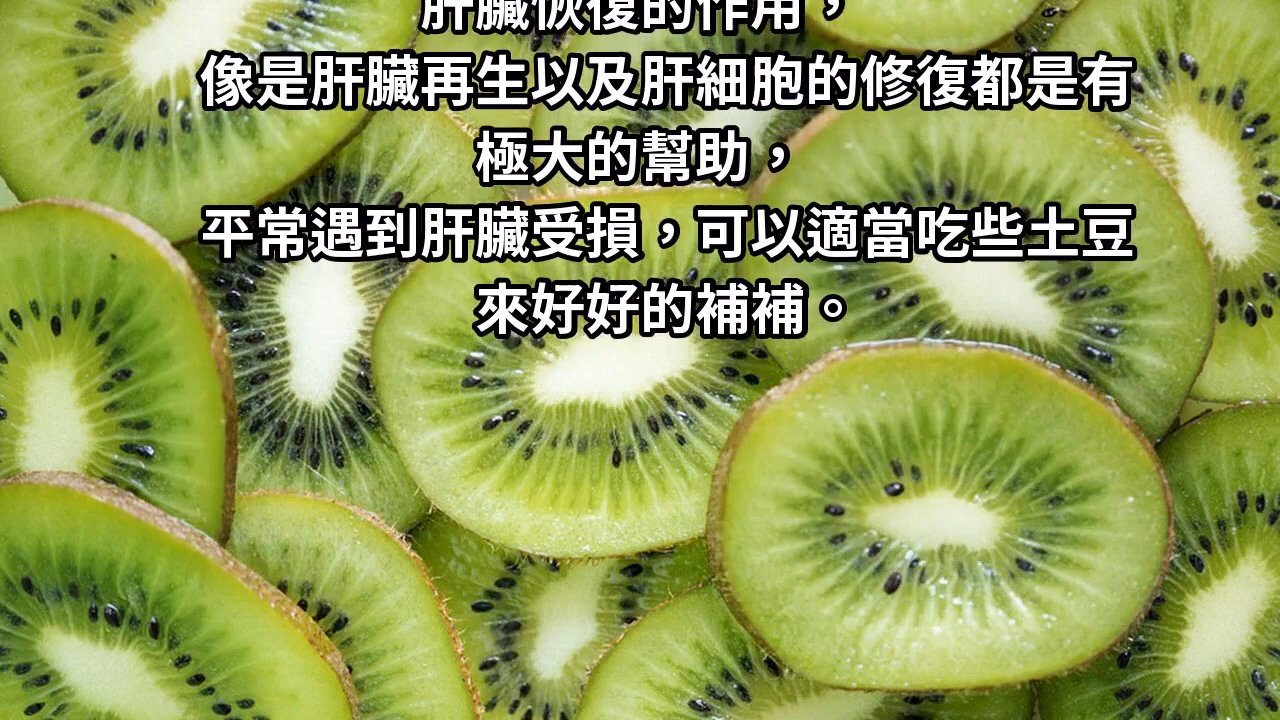 肝臟恢復的作用，
像是肝臟再生以及肝細胞的修復都是有
極大的幫助，
平常遇到肝臟受損，可以適當吃些土豆
來好好的補補。